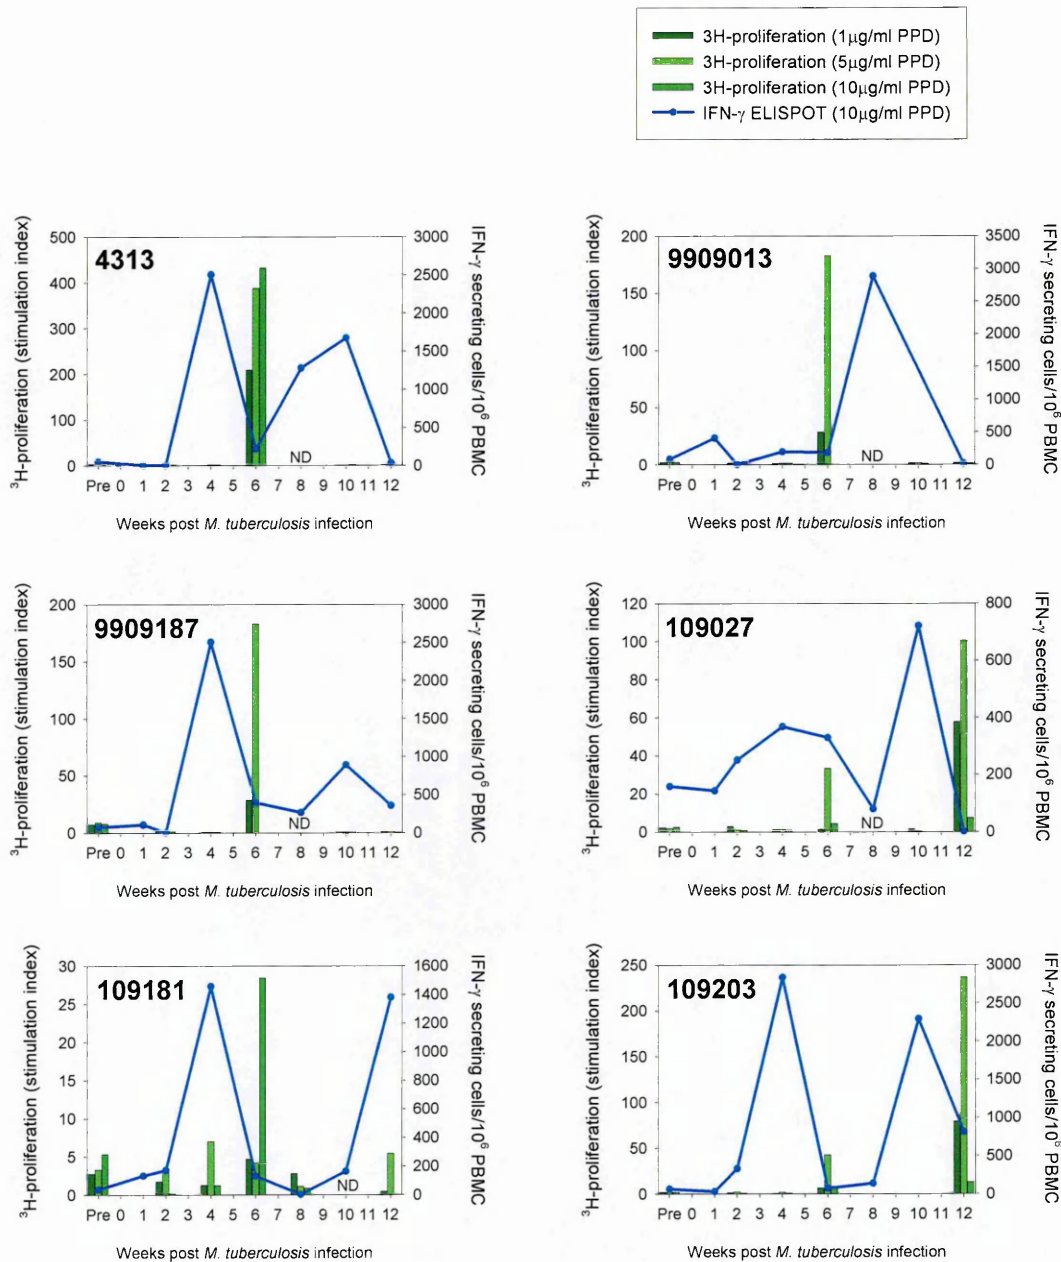 3H-proliferation (1µg/ml PPD)
3H-proliferation (5µg/ml PPD)
3H-proliferation (10µg/ml PPD)
IFN-γ ELISPOT (10µg/ml PPD)
4313
³H-proliferation (stimulation index)
500
400
300
200
100
0
IFN-γ secreting cells/10⁶ PBMC
3000
2500
2000
1500
1000
500
0
ND
Pre 0 1 2 3 4 5 6 7 8 9 10 11 12
Weeks post M. tuberculosis infection
9909013
³H-proliferation (stimulation index)
200
150
100
50
0
IFN-γ secreting cells/10⁶ PBMC
3500
3000
2500
2000
1500
1000
500
0
ND
Pre 0 1 2 3 4 5 6 7 8 9 10 11 12
Weeks post M. tuberculosis infection
9909187
³H-proliferation (stimulation index)
200
150
100
50
0
IFN-γ secreting cells/10⁶ PBMC
3000
2500
2000
1500
1000
500
0
ND
Pre 0 1 2 3 4 5 6 7 8 9 10 11 12
Weeks post M. tuberculosis infection
109027
³H-proliferation (stimulation index)
120
100
80
60
40
20
0
IFN-γ secreting cells/10⁶ PBMC
800
600
400
200
0
ND
Pre 0 1 2 3 4 5 6 7 8 9 10 11 12
Weeks post M. tuberculosis infection
109181
³H-proliferation (stimulation index)
30
25
20
15
10
5
0
IFN-γ secreting cells/10⁶ PBMC
1600
1400
1200
1000
800
600
400
200
0
ND
Pre 0 1 2 3 4 5 6 7 8 9 10 11 12
Weeks post M. tuberculosis infection
109203
³H-proliferation (stimulation index)
250
200
150
100
50
0
IFN-γ secreting cells/10⁶ PBMC
3000
2500
2000
1500
1000
500
0
Pre 0 1 2 3 4 5 6 7 8 9 10 11 12
Weeks post M. tuberculosis infection